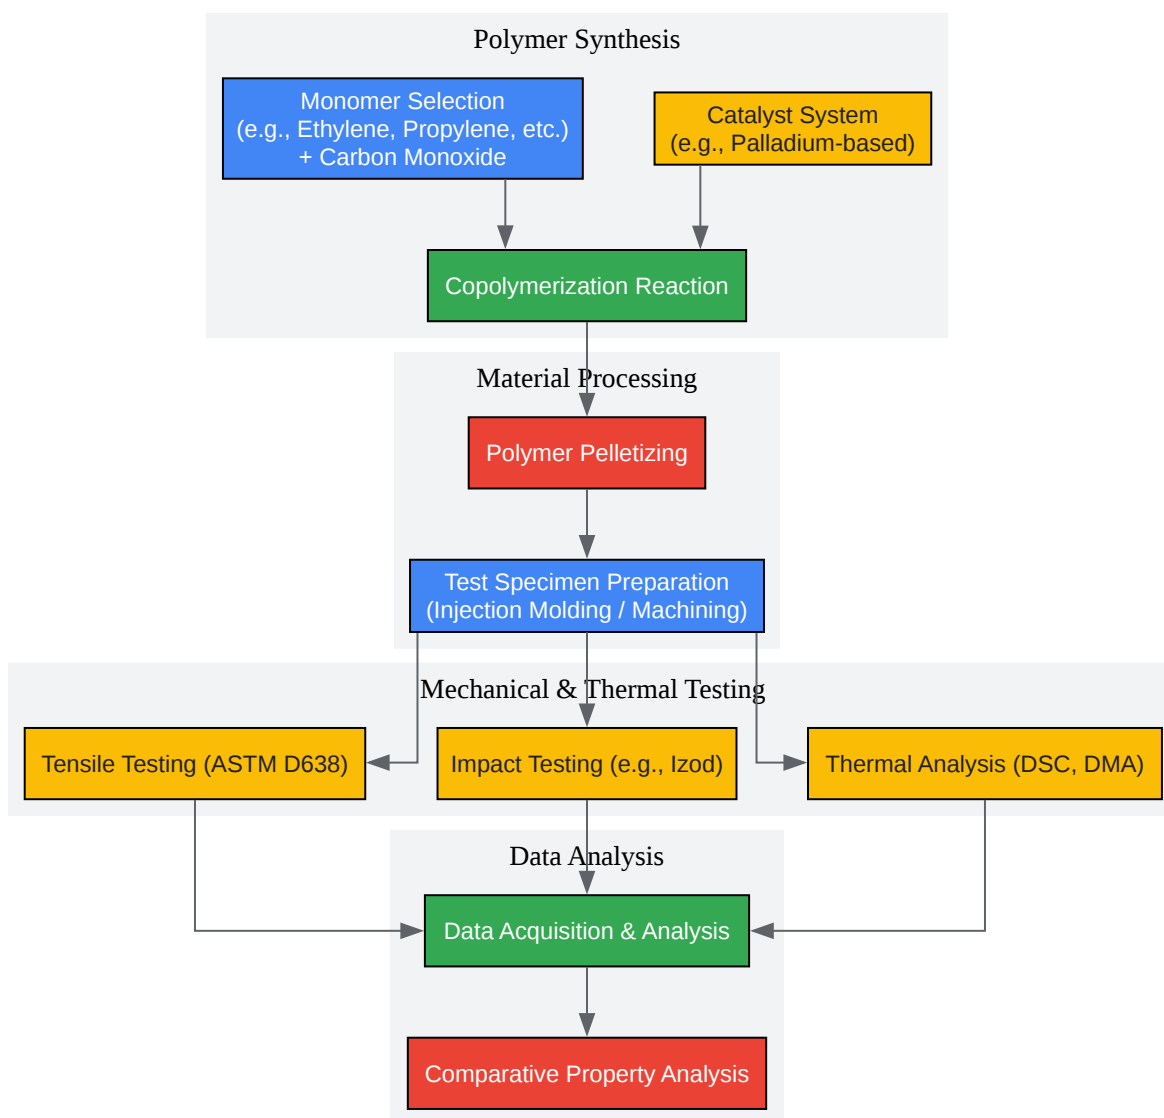 Polymer Synthesis
Monomer Selection
(e.g., Ethylene, Propylene, etc.)
+ Carbon Monoxide
Catalyst System
(e.g., Palladium-based)
Copolymerization Reaction
Material Processing
Polymer Pelletizing
Test Specimen Preparation
(Injection Molding / Machining)
Mechanical & Thermal Testing
Tensile Testing (ASTM D638)
Impact Testing (e.g., Izod)
Thermal Analysis (DSC, DMA)
Data Analysis
Data Acquisition & Analysis
Comparative Property Analysis